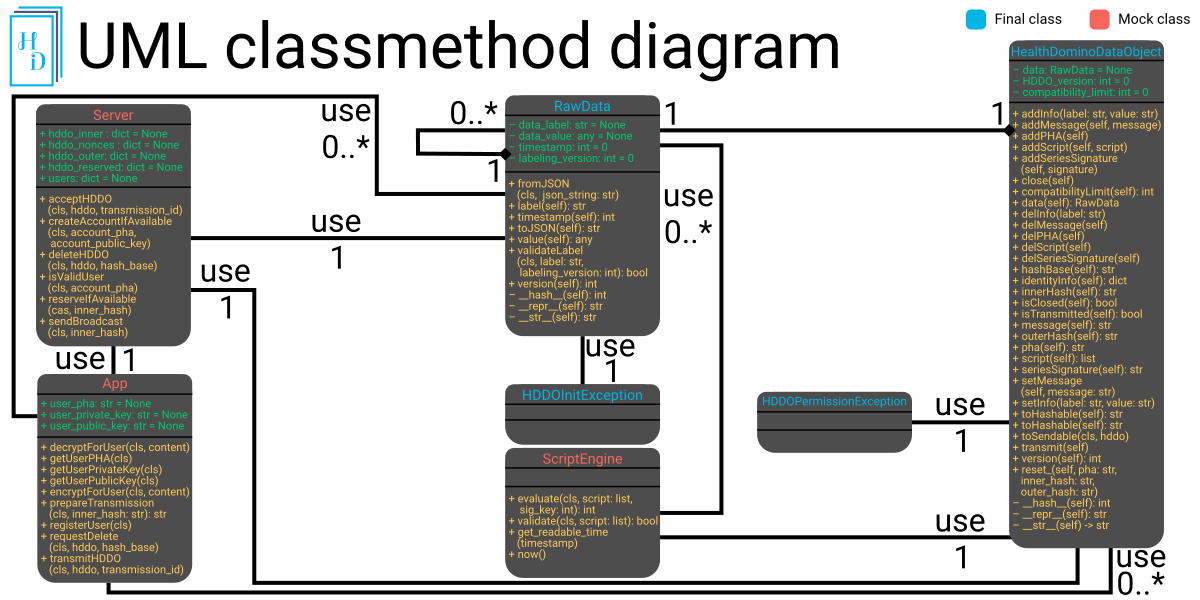 H
D
UML classmethod diagram
Final class
Mock class
Server
+ hddo_inner : dict = None
+ hddo_nonces : dict = None
+ hddo_outer: dict = None
+ hddo_reserved: dict = None
+ users: dict = None
+ acceptHDDO
(cls, hddo, transmission_id)
+ createAccountIfAvailable
(cls, account_pha,
account_public_key)
+ deleteHDDO
(cls, hddo, hash_base)
+ isValidUser
(cls, account_pha)
+ reserveIfAvailable
(cas, inner_hash)
+ sendBroadcast
(cls, inner_hash)
use
1
App
+ user_pha: str = None
+ user_private_key: str = None
+ user_public_key: str = None
+ decryptForUser(cls, content)
+ getUserPHA(cls)
+ getUserPrivateKey(cls)
+ getUserPublicKey(cls)
+ encryptForUser(cls, content)
+ prepareTransmission
(cls, inner_hash: str): str
+ registerUser(cls)
+ requestDelete
(cls, hddo, hash_base)
+ transmitHDDO
(cls, hddo, transmission_id)
use
0..*
use
1
use
1
0..*
1
RawData
− data_label: str = None
− data_value: any = None
− timestamp: int = 0
− labeling_version: int = 0
+ fromJSON
(cls, json_string: str)
+ label(self): str
+ timestamp(self): int
+ toJSON(self): str
+ value(self): any
+ validateLabel
(cls, label: str,
labeling_version: int): bool
+ version(self): int
− __hash__(self): int
− __repr__(self): str
− __str__(self): str
use
1
HDDOInitException
ScriptEngine
+ evaluate(cls, script: list,
sig_key: int): int
+ validate(cls, script: list): bool
+ get_readable_time
(timestamp)
+ now()
1
1
use
0..*
HDDOPermissionException
use
1
use
1
HealthDominoDataObject
− data: RawData = None
− HDDO_version: int = 0
− compatibility_limit: int = 0
+ addInfo(label: str, value: str)
+ addMessage(self, message)
+ addPHA(self)
+ addScript(self, script)
+ addSeriesSignature
(self, signature)
+ close(self)
+ compatibilityLimit(self): int
+ data(self): RawData
+ delInfo(label: str)
+ delMessage(self)
+ delPHA(self)
+ delScript(self)
+ delSeriesSignature(self)
+ hashBase(self): str
+ identityInfo(self): dict
+ innerHash(self): str
+ isClosed(self): bool
+ isTransmitted(self): bool
+ message(self): str
+ outerHash(self): str
+ pha(self): str
+ script(self): list
+ seriesSignature(self): str
+ setMessage
(self, message: str)
+ setInfo(label: str, value: str)
+ toHashable(self): str
+ toHashable(self): str
+ toSendable(cls, hddo)
+ transmit(self)
+ version(self): int
+ reset_(self, pha: str,
inner_hash: str,
outer_hash: str)
− __hash__(self): int
− __repr__(self): str
− __str__(self) -> str
use
0..*